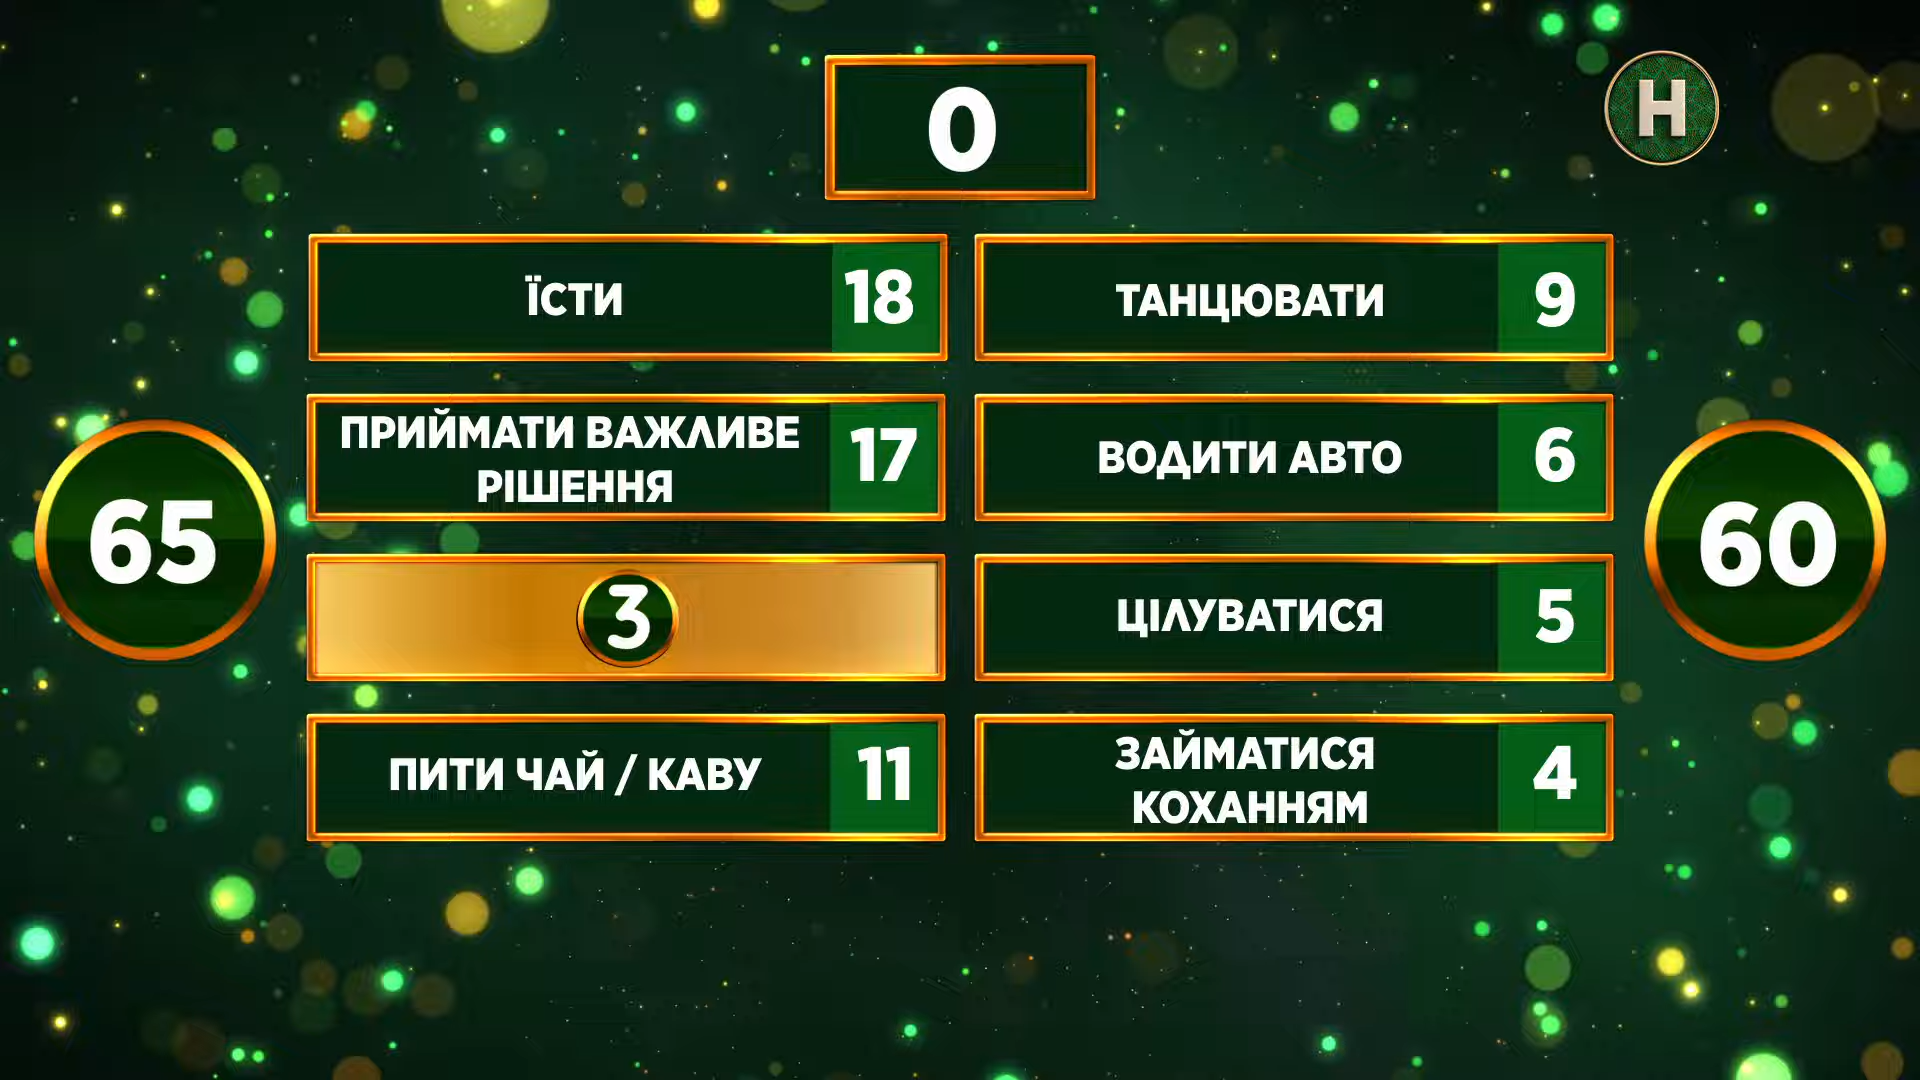 0
Н
ЇСТИ 18
ПРИЙМАТИ ВАЖЛИВЕ
РІШЕННЯ 17
3
ПИТИ ЧАЙ / КАВУ 11
ТАНЦЮВАТИ 9
ВОДИТИ АВТО 6
ЦІЛУВАТИСЯ 5
ЗАЙМАТИСЯ
КОХАННЯМ 4
65
60